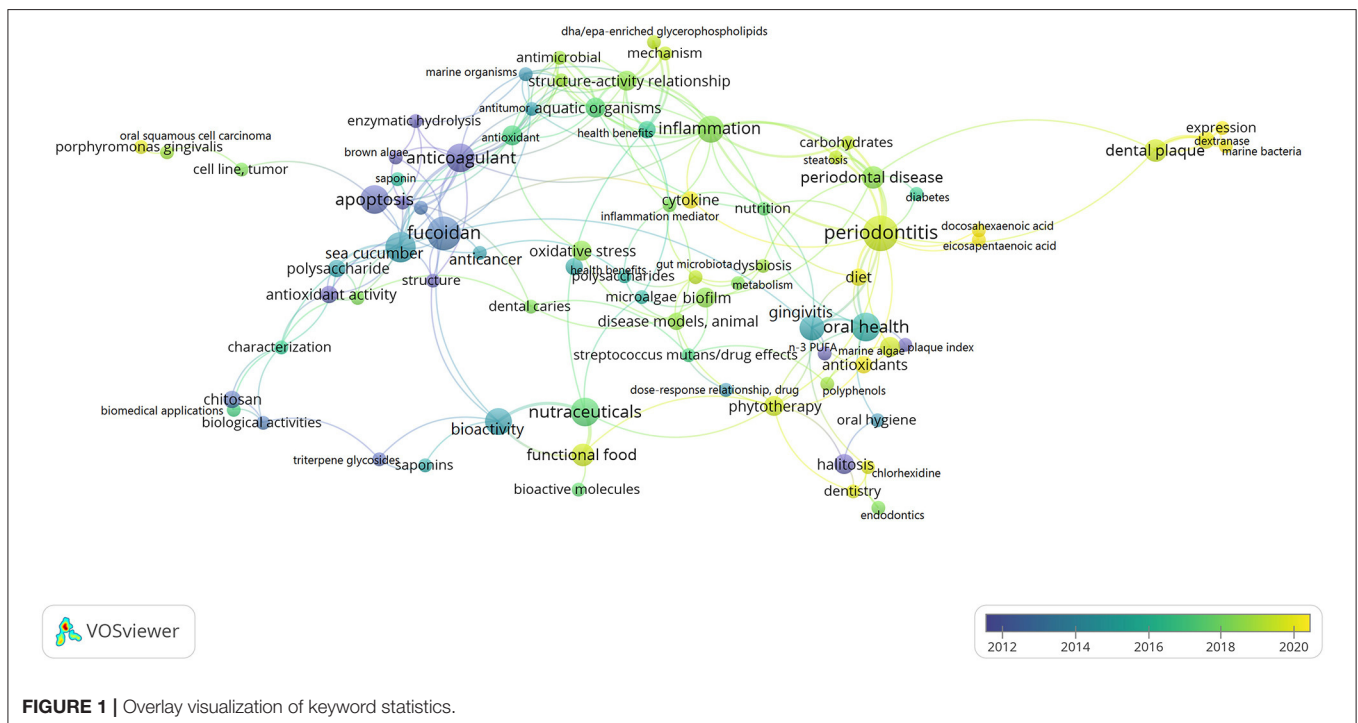 dha/epa-enriched glycerophospholipids
mechanism
antimicrobial
marine organisms
structure-activity relationship
antitumor
aquatic organisms
enzymatic hydrolysis
antioxidant
health benefits
inflammation
expression
dextranase
marine bacteria
dental plaque
oral squamous cell carcinoma
porphyromonas gingivalis
cell line, tumor
brown algae
anticoagulant
saponin
carbohydrates
steatosis
periodontal disease
diabetes
apoptosis
cytokine
inflammation mediator
nutrition
fucoidan
periodontitis
docosahexaenoic acid
eicosapentaenoic acid
sea cucumber
anticancer
oxidative stress
polysaccharide
health benefits
polysaccharides
gut microbiota
dysbiosis
structure
metabolism
diet
antioxidant activity
microalgae
biofilm
dental caries
disease models, animal
gingivitis
oral health
characterization
streptococcus mutans/drug effects
n-3 PUFA
marine algae
plaque index
antioxidants
chitosan
biomedical applications
biological activities
dose-response relationship, drug
polyphenols
phytotherapy
nutraceuticals
bioactivity
oral hygiene
functional food
triterpene glycosides
saponins
halitosis
chlorhexidine
bioactive molecules
dentistry
endodontics
VOSviewer
2012 2014 2016 2018 2020
FIGURE 1 | Overlay visualization of keyword statistics.